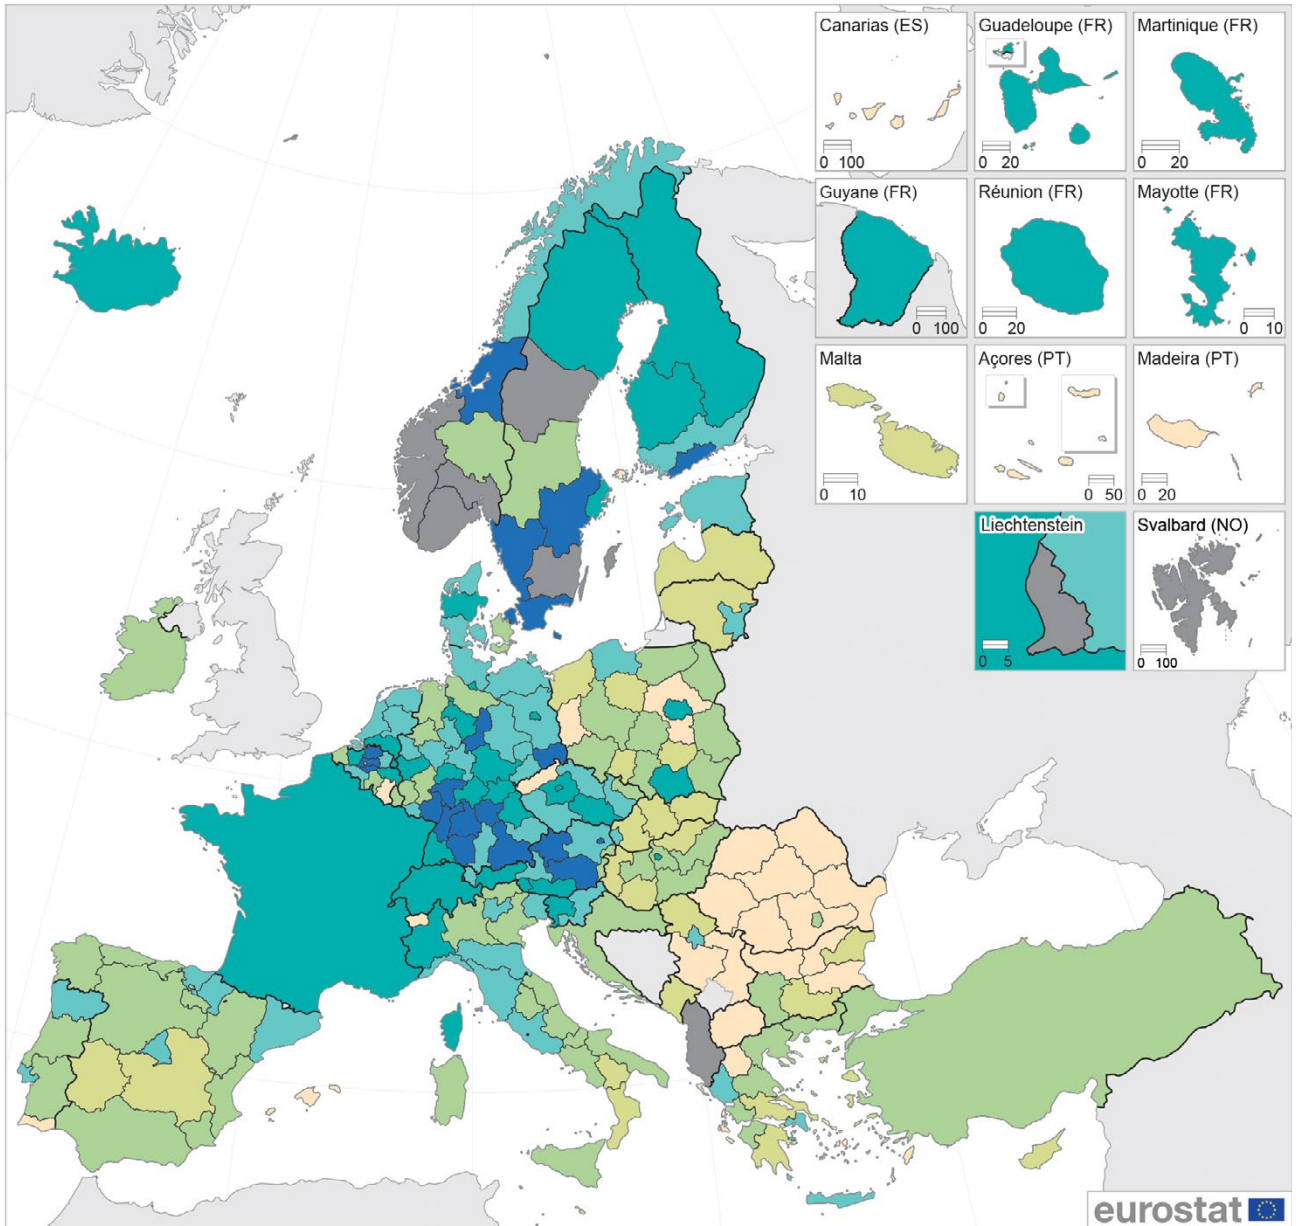 Canarias (ES)
0 100
Guadeloupe (FR)
0 20
Martinique (FR)
0 20
Guyane (FR)
0 100
Réunion (FR)
0 20
Mayotte (FR)
0 10
Malta
0 10
Açores (PT)
0 50
Madeira (PT)
0 20
Liechtenstein
0 5
Svalbard (NO)
0 100
eurostat